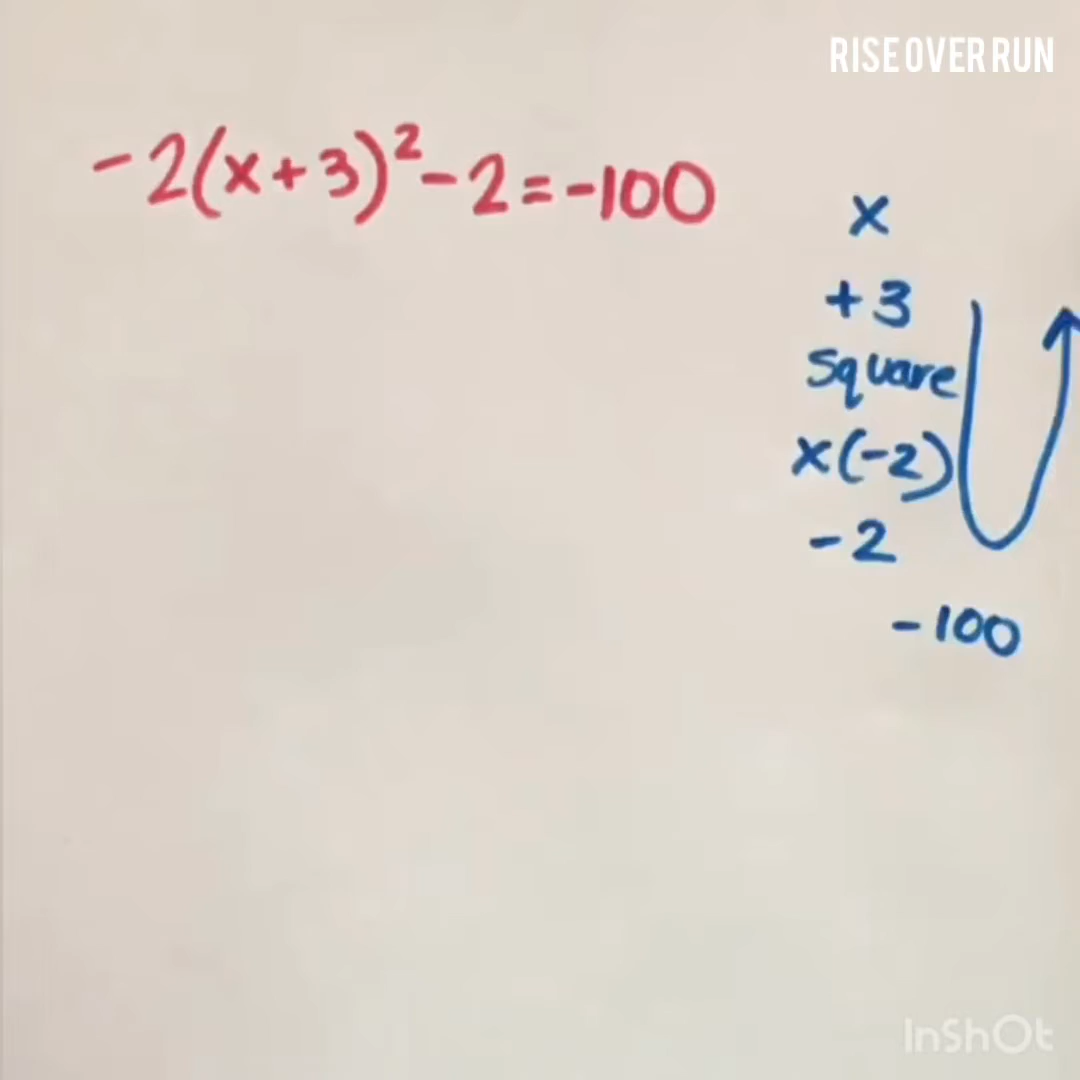 RISE OVER RUN
-2(x+3)²-2=-100
x
+3
square
x(-2)
-2
-100
InShOt